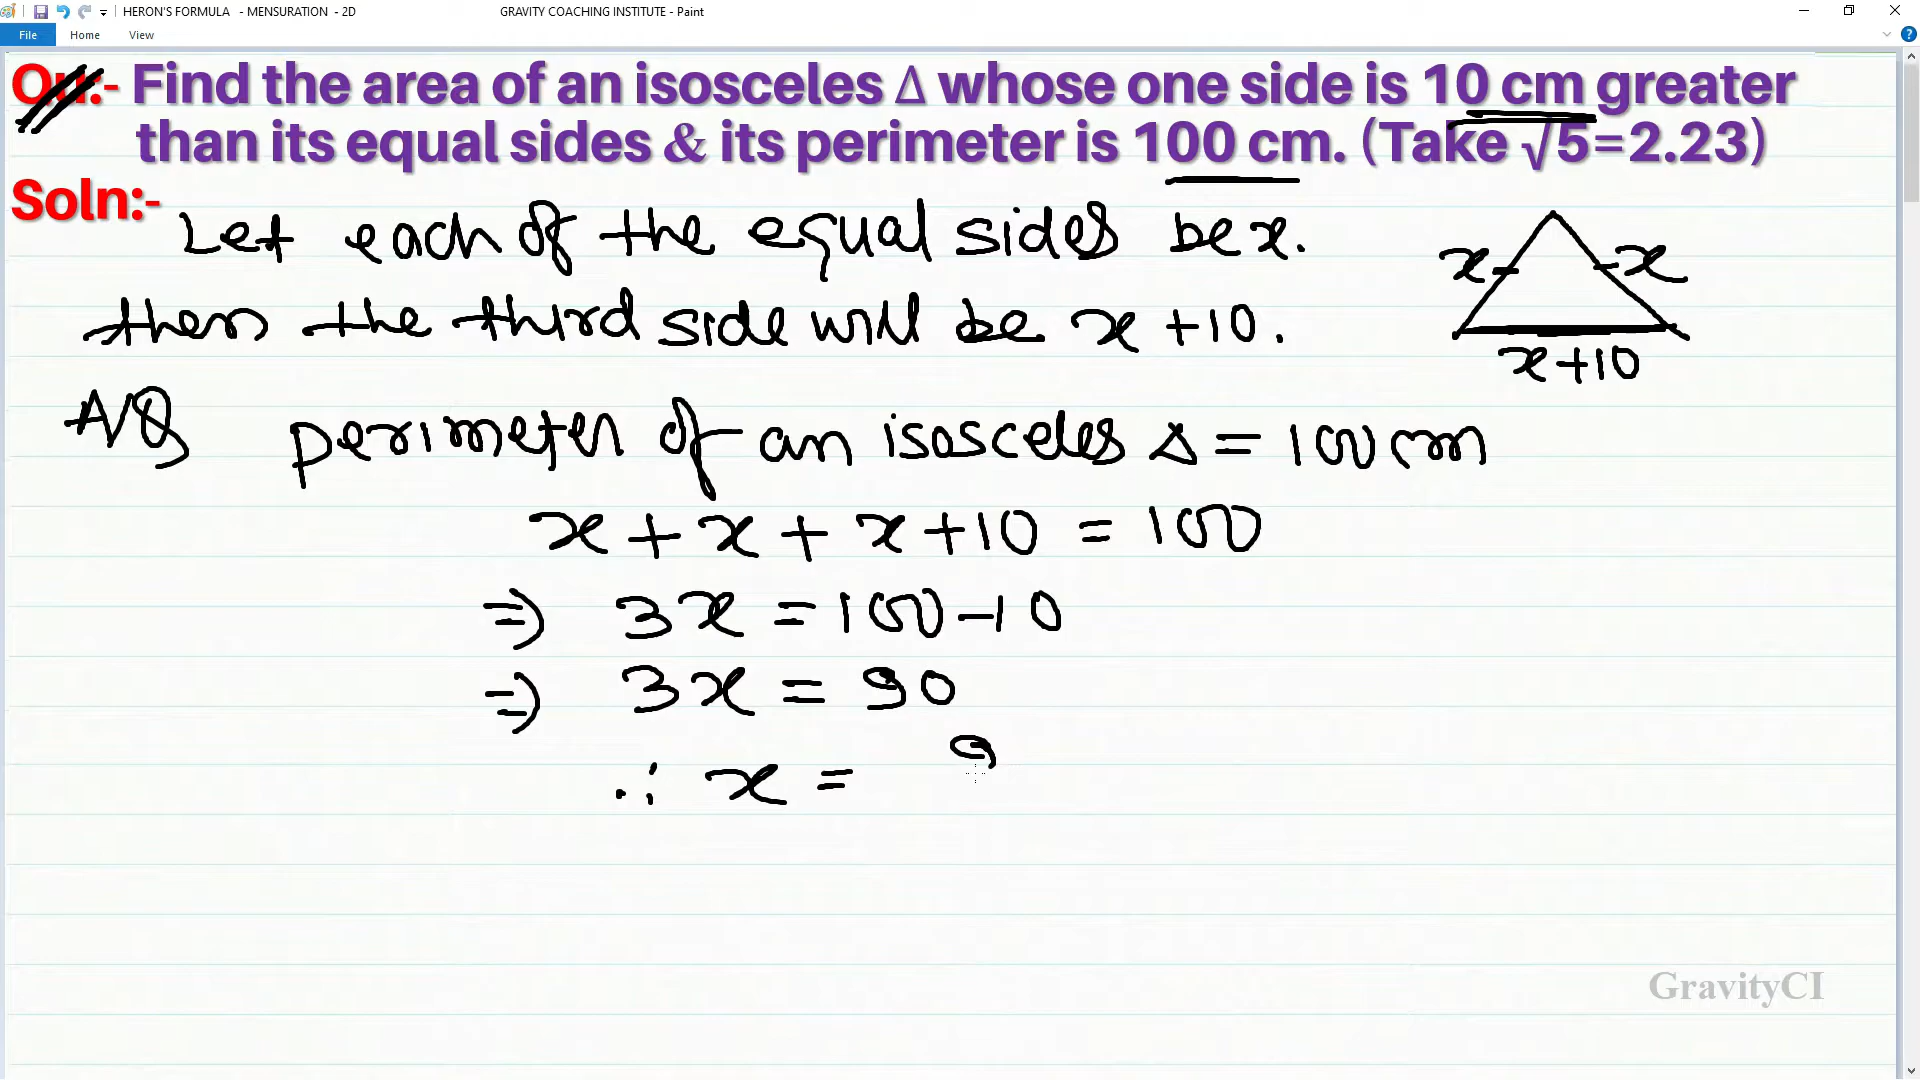 HERON'S FORMULA - MENSURATION - 2D GRAVITY COACHING INSTITUTE - Paint
File Home View
Qu:- Find the area of an isosceles Δ whose one side is 10 cm greater
than its equal sides & its perimeter is 100 cm. (Take √5=2.23)
Soln:-
Let each of the equal sides be x.
then the third side will be x +10.
x x
x+10
A/Q perimeter of an isosceles Δ = 100 cm
x + x + x +10 = 100
=> 3x = 100 - 10
=> 3x = 90
∴ x = 9
GravityCI